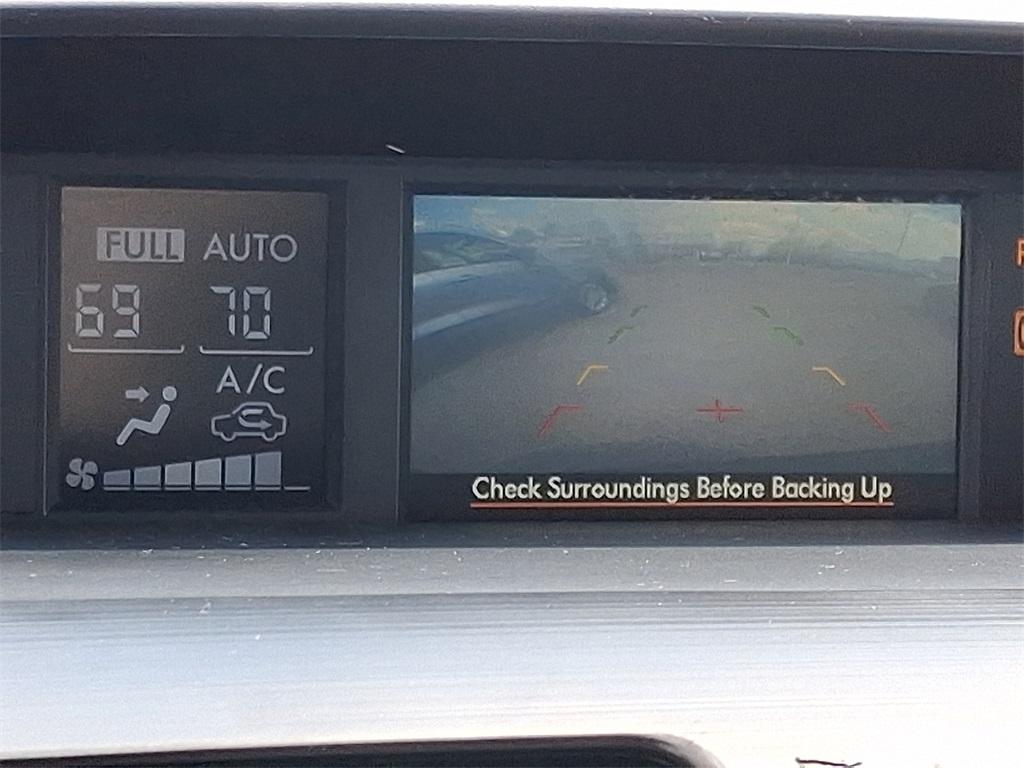 FULL AUTO
69 70
A/C
Check Surroundings Before Backing Up